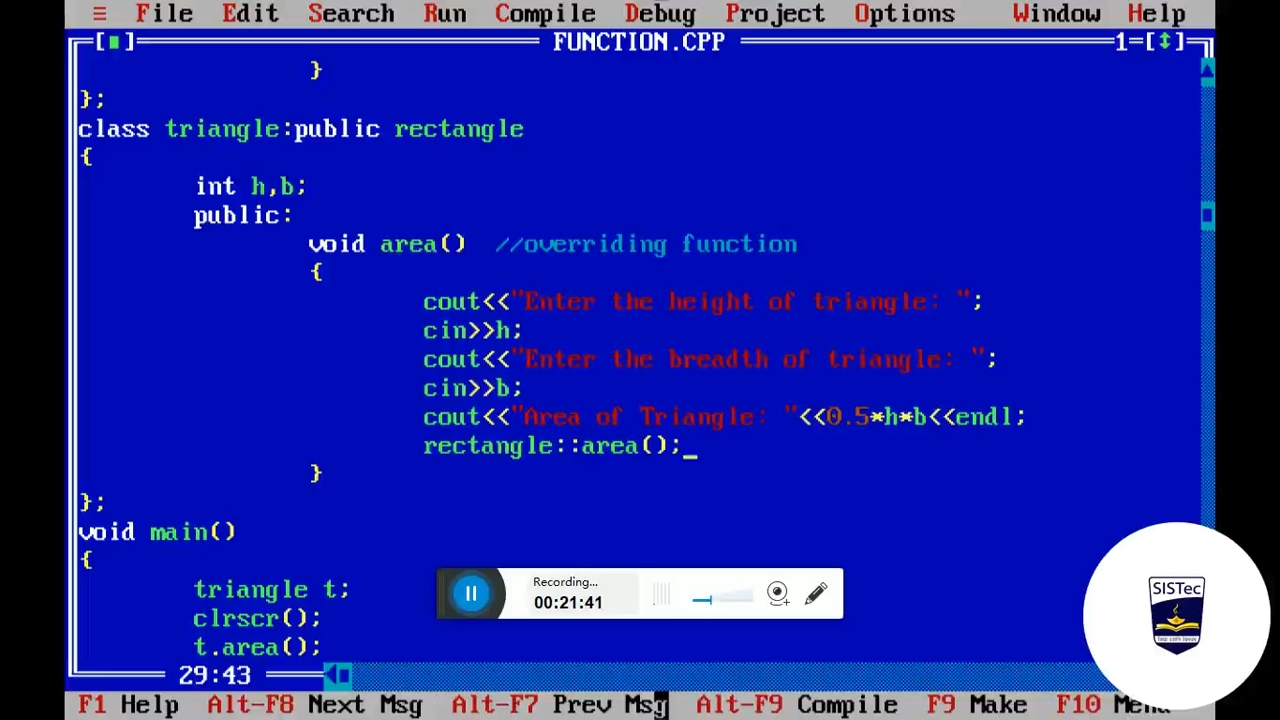 ≡ File Edit Search Run Compile Debug Project Options Window Help
[■] FUNCTION.CPP 1=[↕]
}
};
class triangle:public rectangle
{
int h,b;
public:
void area() //overriding function
{
cout<<"Enter the height of triangle: ";
cin>>h;
cout<<"Enter the breadth of triangle: ";
cin>>b;
cout<<"Area of Triangle: "<<0.5*h*b<<endl;
rectangle::area();_
}
};
void main()
{
triangle t;
clrscr();
t.area();
Recording...
00:21:41
SISTec
29:43
F1 Help Alt-F8 Next Msg Alt-F7 Prev Msg Alt-F9 Compile F9 Make F10 Menu